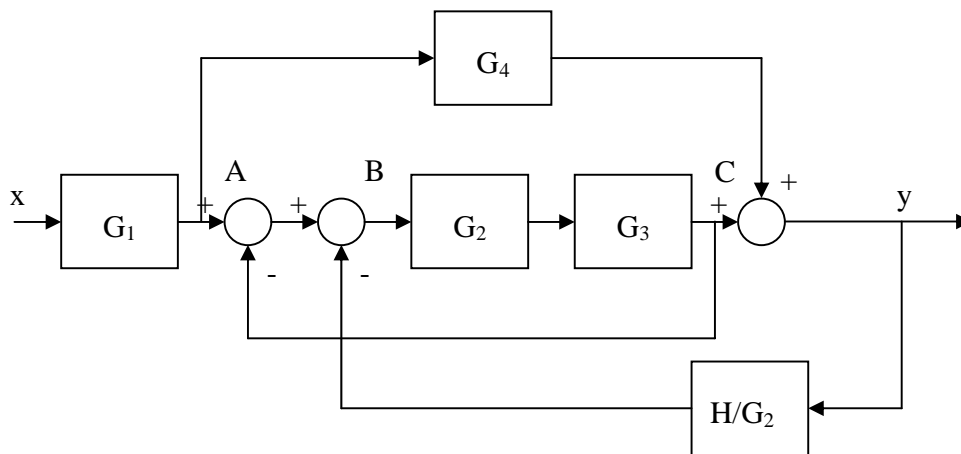 G₄
A
B
C
+
x
+
+
+
y
G₁
G₂
G₃
-
-
H/G₂